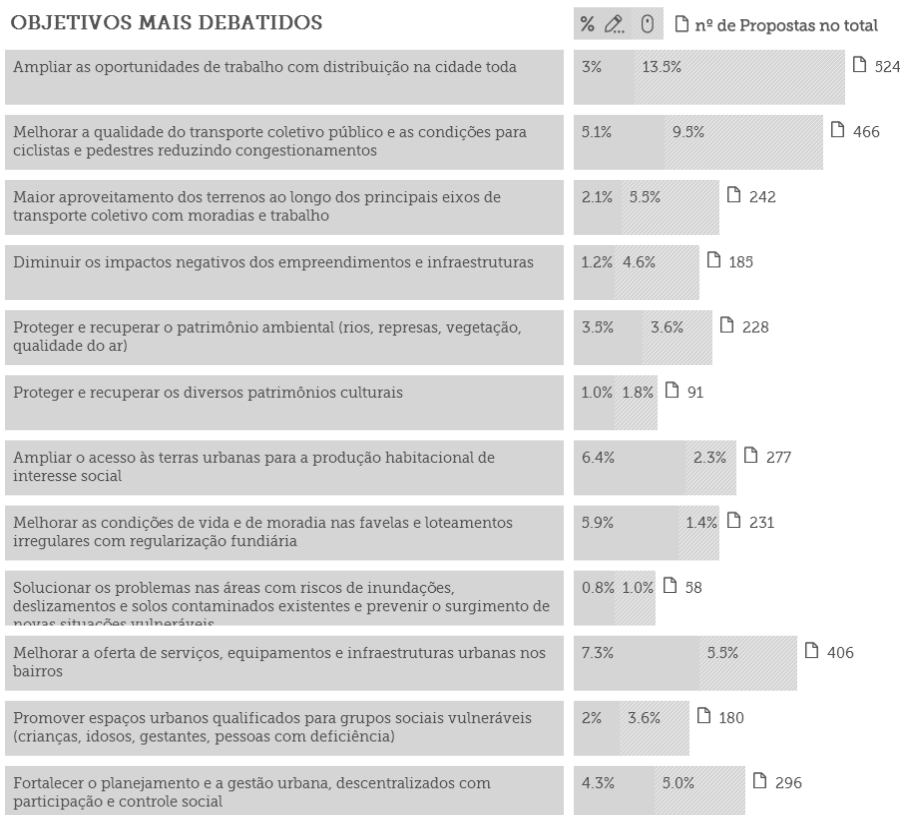 OBJETIVOS MAIS DEBATIDOS
% nº de Propostas no total
Ampliar as oportunidades de trabalho com distribuição na cidade toda
3% 13.5% 524
Melhorar a qualidade do transporte coletivo público e as condições para
ciclistas e pedestres reduzindo congestionamentos
5.1% 9.5% 466
Maior aproveitamento dos terrenos ao longo dos principais eixos de
transporte coletivo com moradias e trabalho
2.1% 5.5% 242
Diminuir os impactos negativos dos empreendimentos e infraestruturas
1.2% 4.6% 185
Proteger e recuperar o patrimônio ambiental (rios, represas, vegetação,
qualidade do ar)
3.5% 3.6% 228
Proteger e recuperar os diversos patrimônios culturais
1.0% 1.8% 91
Ampliar o acesso às terras urbanas para a produção habitacional de
interesse social
6.4% 2.3% 277
Melhorar as condições de vida e de moradia nas favelas e loteamentos
irregulares com regularização fundiária
5.9% 1.4% 231
Solucionar os problemas nas áreas com riscos de inundações,
deslizamentos e solos contaminados existentes e prevenir o surgimento de
novas situações vulneráveis
0.8% 1.0% 58
Melhorar a oferta de serviços, equipamentos e infraestruturas urbanas nos
bairros
7.3% 5.5% 406
Promover espaços urbanos qualificados para grupos sociais vulneráveis
(crianças, idosos, gestantes, pessoas com deficiência)
2% 3.6% 180
Fortalecer o planejamento e a gestão urbana, descentralizados com
participação e controle social
4.3% 5.0% 296